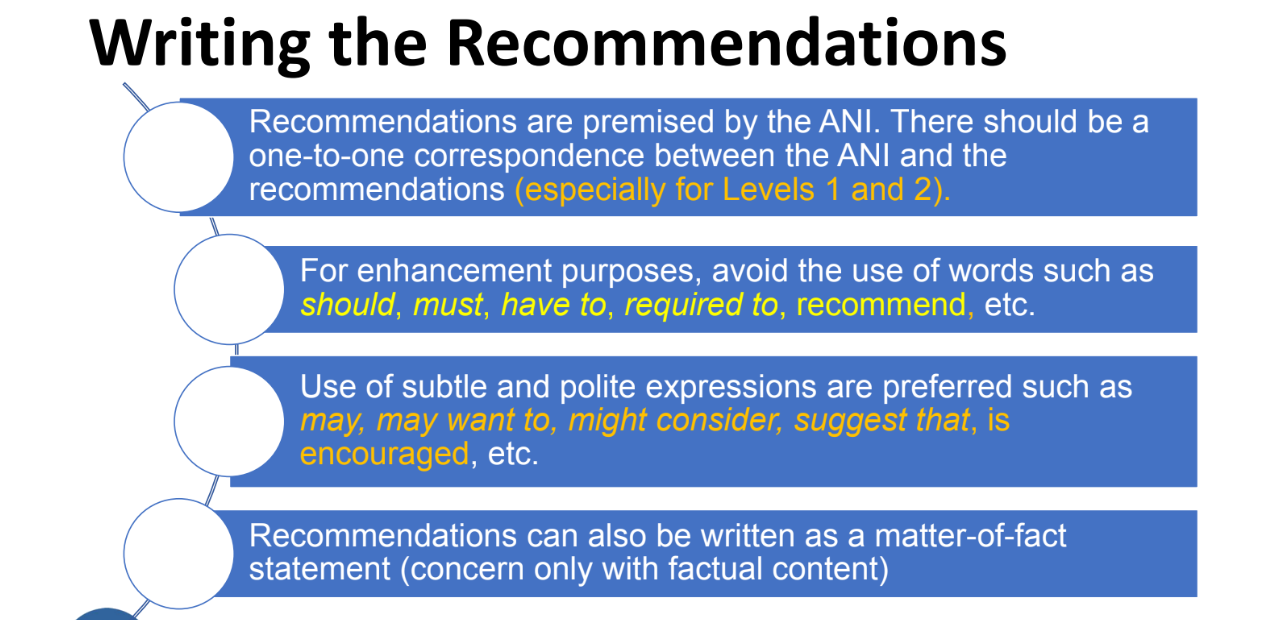 Writing the Recommendations
Recommendations are premised by the ANI. There should be a
one-to-one correspondence between the ANI and the
recommendations (especially for Levels 1 and 2).
For enhancement purposes, avoid the use of words such as
should, must, have to, required to, recommend, etc.
Use of subtle and polite expressions are preferred such as
may, may want to, might consider, suggest that, is
encouraged, etc.
Recommendations can also be written as a matter-of-fact
statement (concern only with factual content)